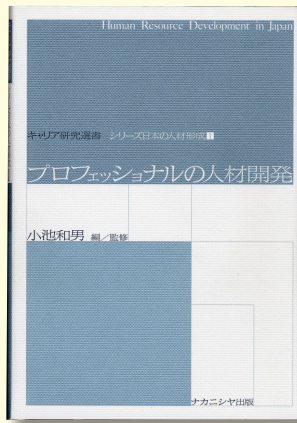 Human Resource Development in Japan
キャリア研究選書 シリーズ日本の人材形成1
プロフェッショナルの人材開発
小池和男 編／監修
ナカニシヤ出版